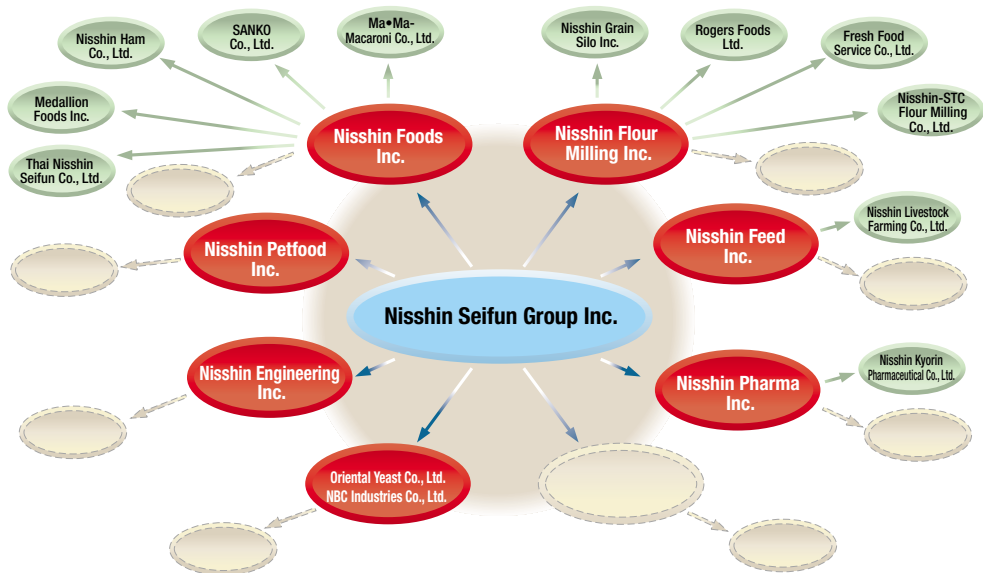 Nisshin Ham
Co., Ltd.
SANKO
Co., Ltd.
Ma•Ma-
Macaroni Co., Ltd.
Nisshin Grain
Silo Inc.
Rogers Foods
Ltd.
Fresh Food
Service Co., Ltd.
Medallion
Foods Inc.
Nisshin-STC
Flour Milling
Co., Ltd.
Thai Nisshin
Seifun Co., Ltd.
Nisshin Foods
Inc.
Nisshin Flour
Milling Inc.
Nisshin Petfood
Inc.
Nisshin Feed
Inc.
Nisshin Livestock
Farming Co., Ltd.
Nisshin Seifun Group Inc.
Nisshin Engineering
Inc.
Nisshin Pharma
Inc.
Nisshin Kyorin
Pharmaceutical Co., Ltd.
Oriental Yeast Co., Ltd.
NBC Industries Co., Ltd.